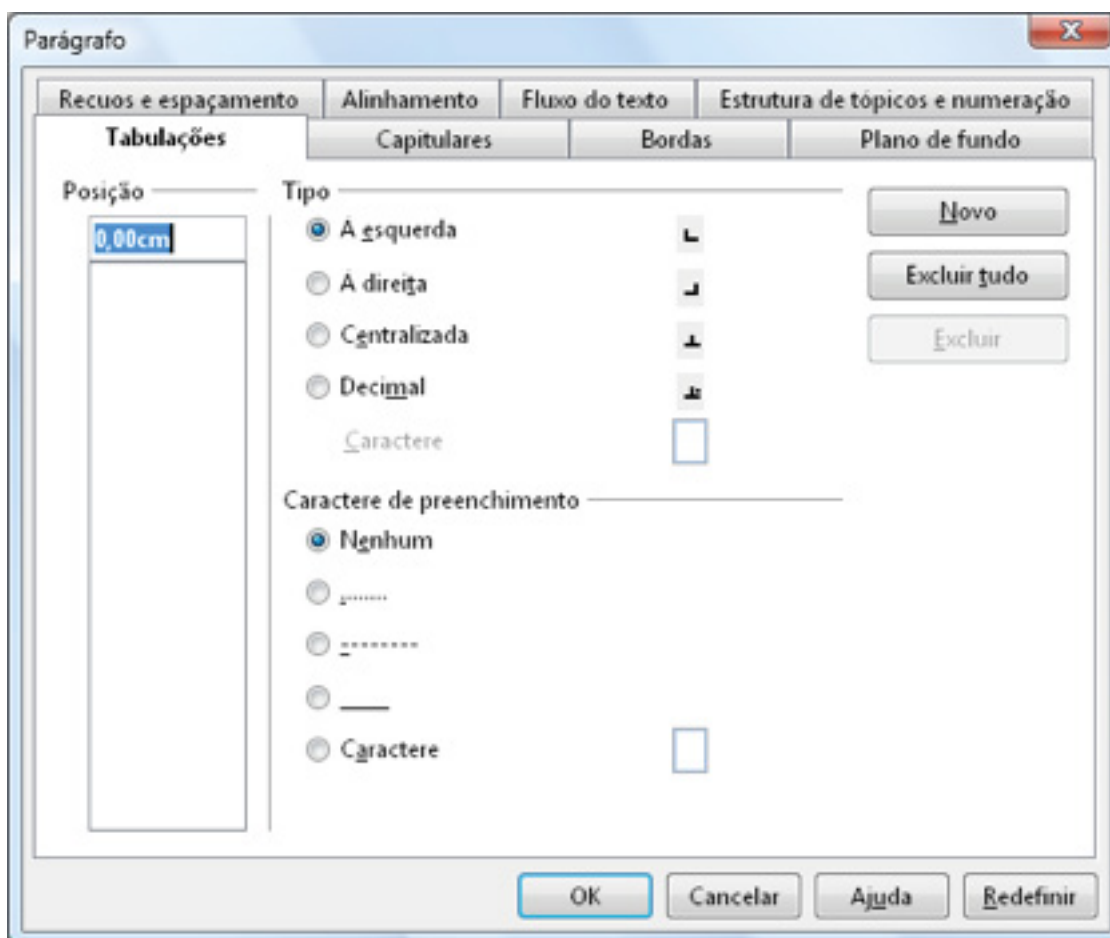 Parágrafo
Recuos e espaçamento Alinhamento Fluxo do texto Estrutura de tópicos e numeração
Tabulações Capitulares Bordas Plano de fundo
Posição
0,00cm
Tipo
À esquerda
À direita
Centralizada
Decimal
Caractere
Caractere de preenchimento
Nenhum
.......
--------
____
Caractere
Novo
Excluir tudo
Excluir
OK Cancelar Ajuda Redefinir